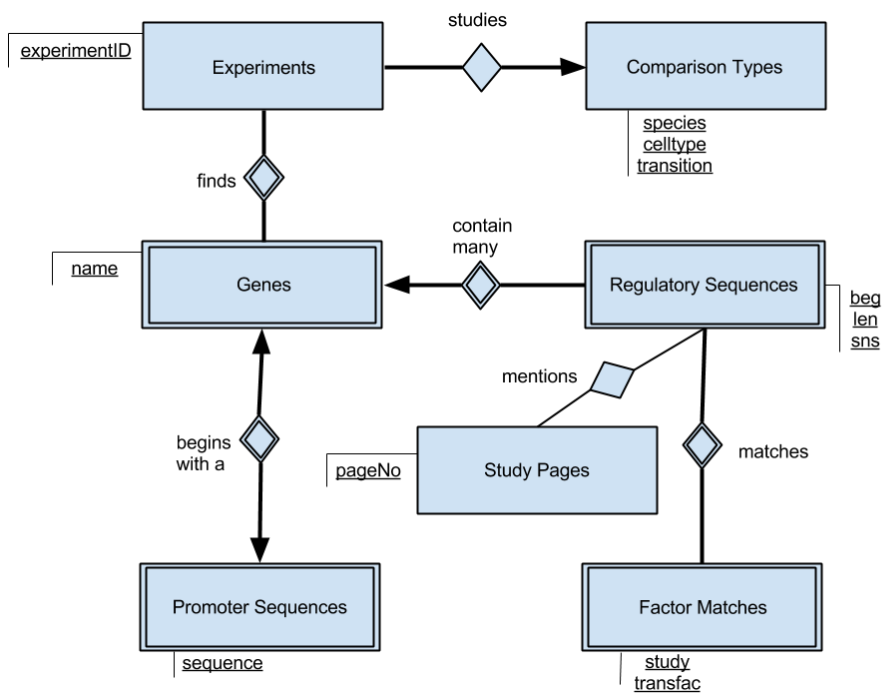 studies
experimentID
Experiments
Comparison Types
species
celltype
transition
finds
contain
many
name
Genes
Regulatory Sequences
beg
len
sns
mentions
begins
with a
matches
pageNo
Study Pages
Promoter Sequences
Factor Matches
sequence
study
transfac